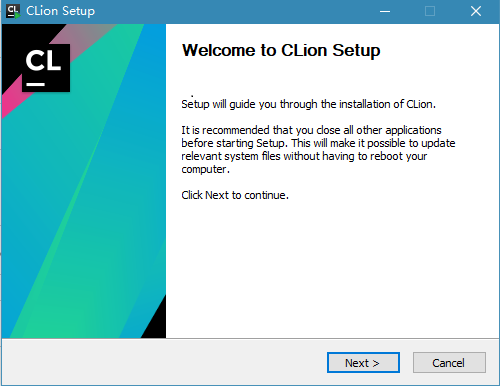 CLion Setup
CL
Welcome to CLion Setup
.
Setup will guide you through the installation of CLion.
It is recommended that you close all other applications
before starting Setup. This will make it possible to update
relevant system files without having to reboot your
computer.
Click Next to continue.
Next >
Cancel